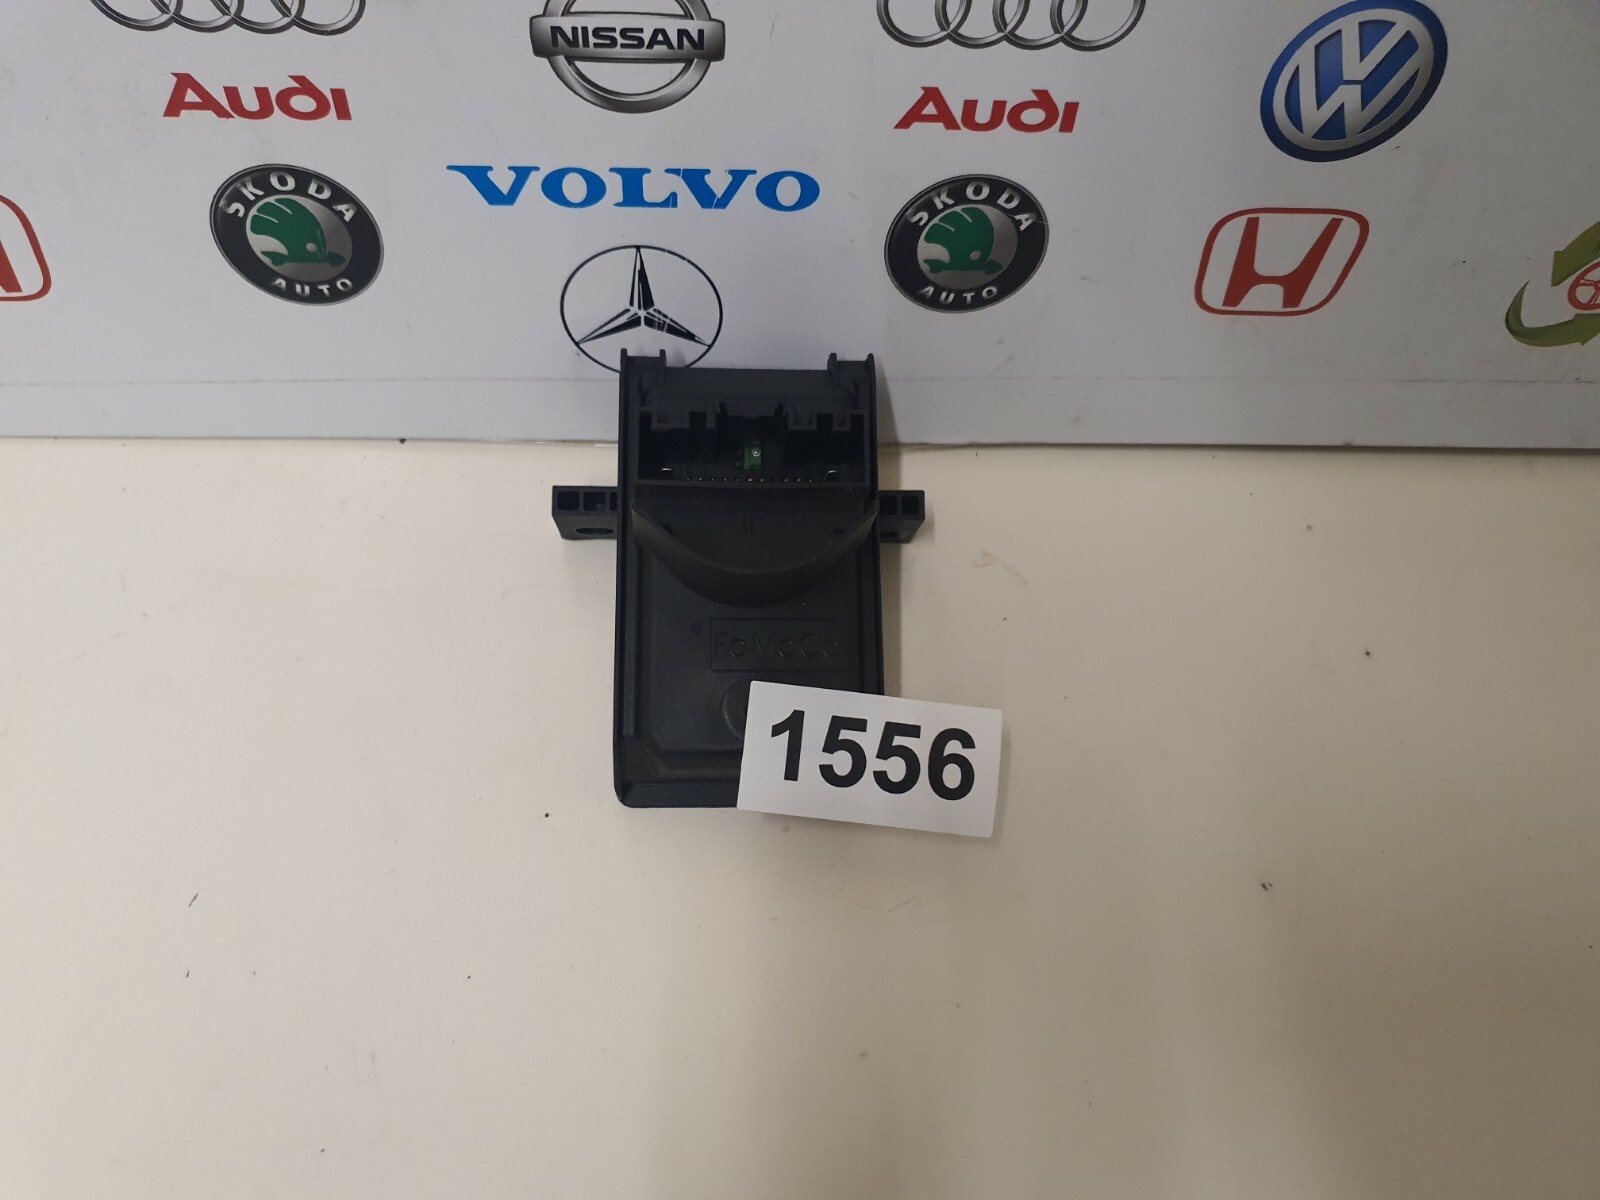 NISSAN
Audi
Audi
VOLVO
SKODA
AUTO
SKODA
AUTO
FoMoCo
1556